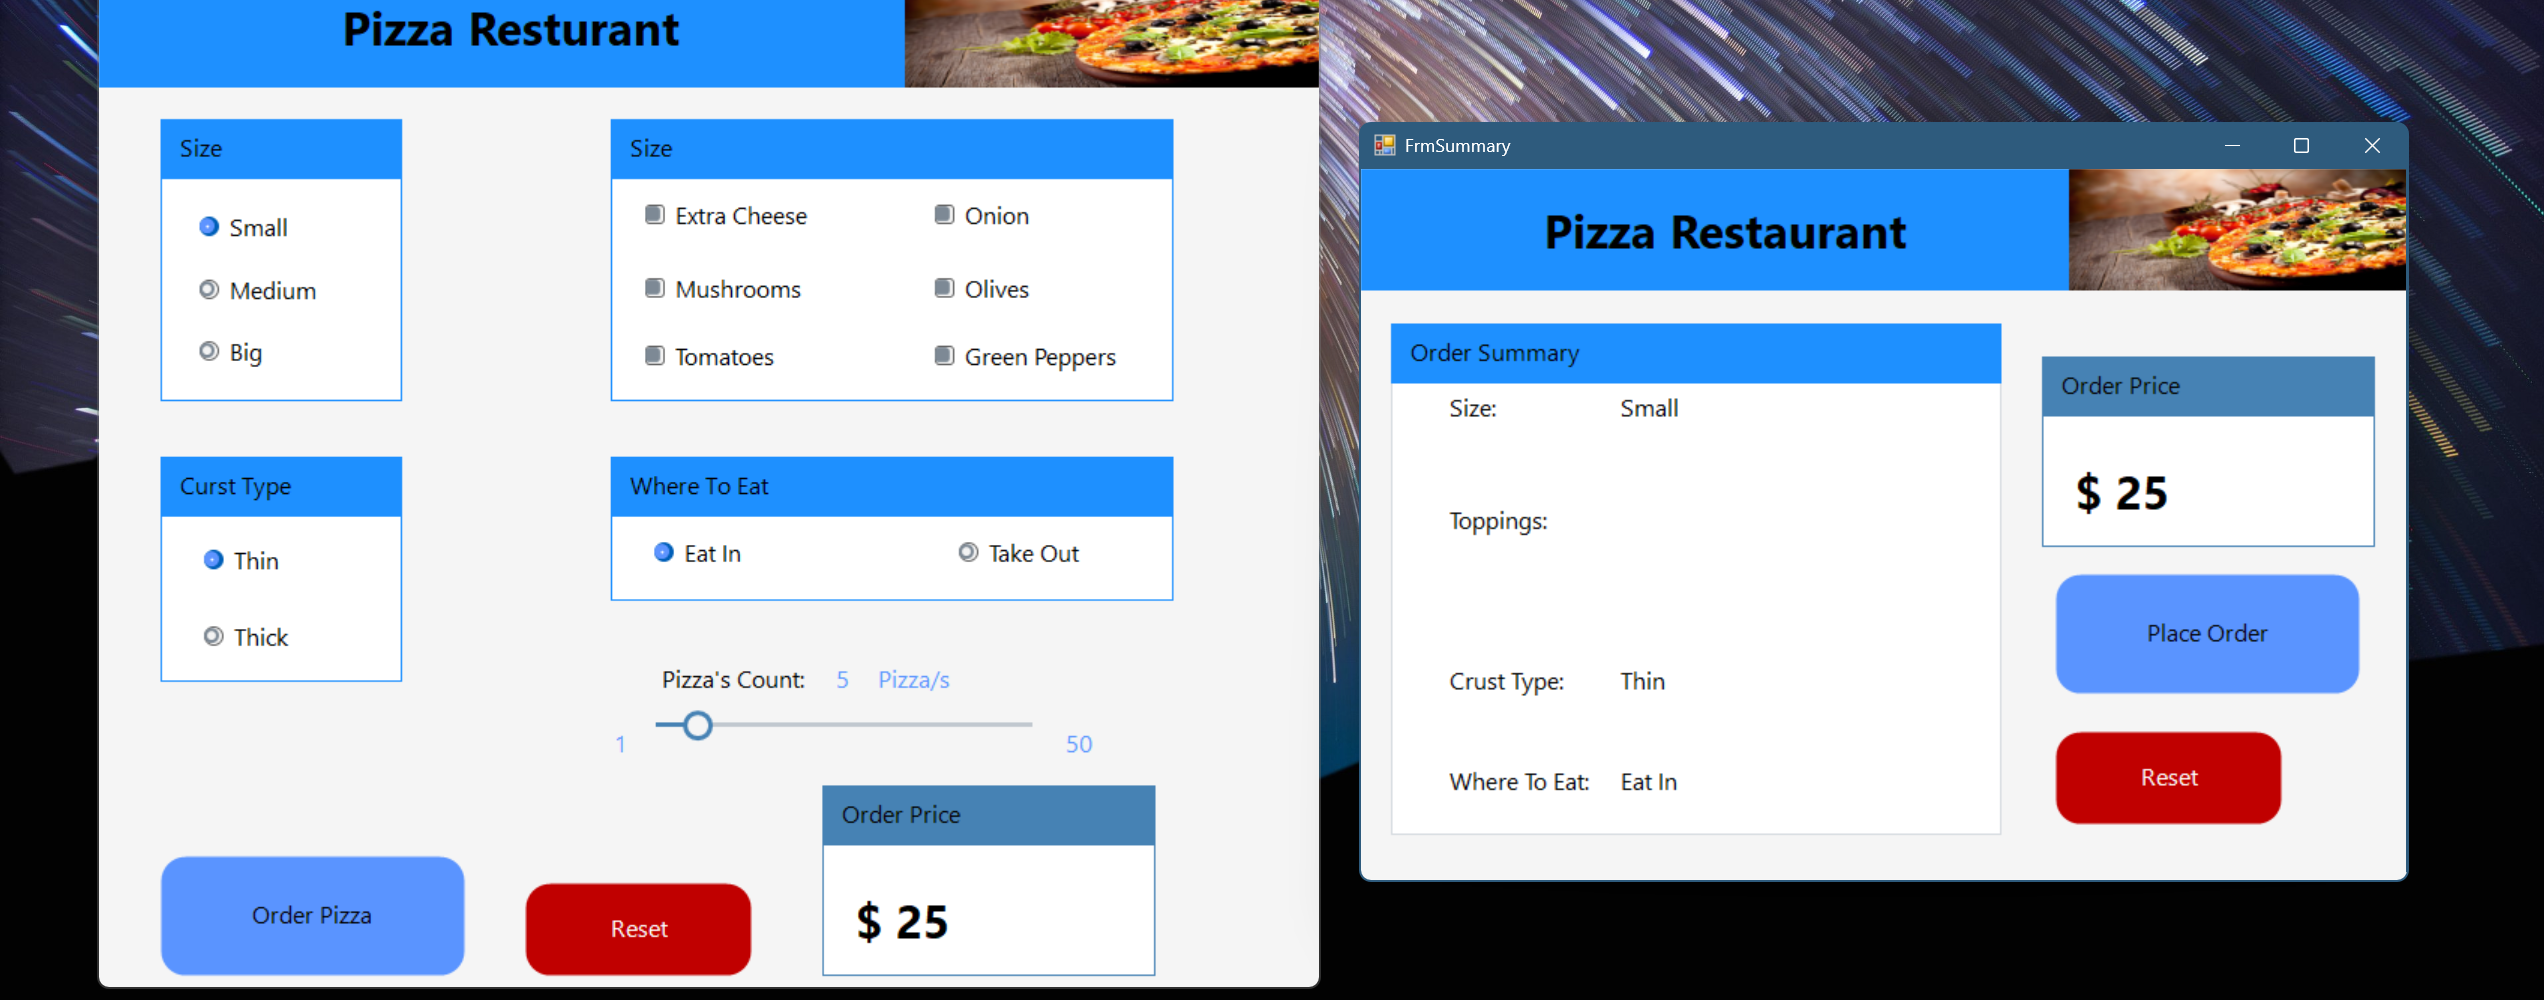 Pizza Resturant
Size
Small
Medium
Big
Size
Extra Cheese
Onion
Mushrooms
Olives
Tomatoes
Green Peppers
Curst Type
Thin
Thick
Where To Eat
Eat In
Take Out
Pizza's Count: 5 Pizza/s
1
50
Order Price
$ 25
Order Pizza
Reset
FrmSummary
Pizza Restaurant
Order Summary
Size: Small
Toppings:
Crust Type: Thin
Where To Eat: Eat In
Order Price
$ 25
Place Order
Reset